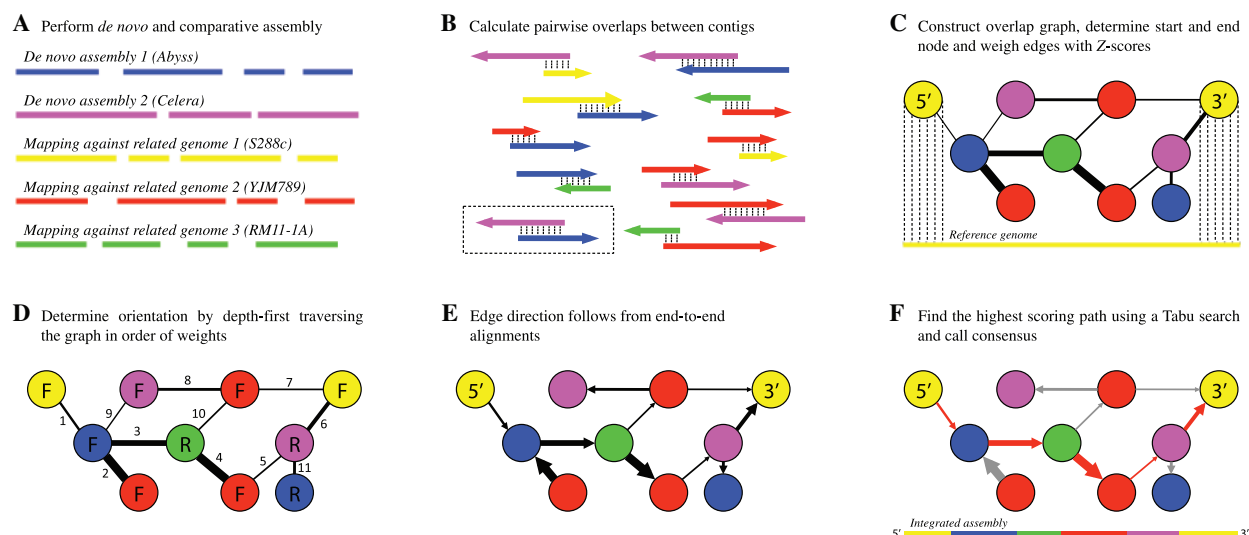 A Perform de novo and comparative assembly
De novo assembly 1 (Abyss)
De novo assembly 2 (Celera)
Mapping against related genome 1 (S288c)
Mapping against related genome 2 (YJM789)
Mapping against related genome 3 (RM11-1A)
B Calculate pairwise overlaps between contigs
C Construct overlap graph, determine start and end
node and weigh edges with Z-scores
5′ 3′
Reference genome
D Determine orientation by depth-first traversing
the graph in order of weights
F F F F
8 7
1 9 10 6
F 3 R R
2 4 5 11
F F R
E Edge direction follows from end-to-end
alignments
5′ 3′
F Find the highest scoring path using a Tabu search
and call consensus
5′ 3′
Integrated assembly
5′ 3′